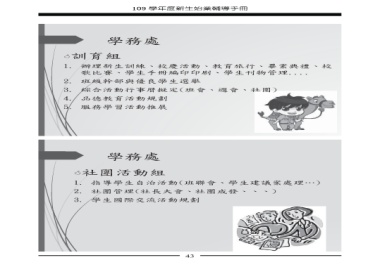 109 學年度新生始業輔導手冊
學務處
訓育組
1. 辦理新生訓練、校慶活動、教育旅行、畢業典禮、校
歌比賽、學生手冊編印印刷、學生刊物管理....
2. 班級幹部與優良學生選舉
3. 綜合活動行事曆擬定(班會、週會、社團)
4. 品德教育活動規劃
5. 服務學習活動推展
學務處
社團活動組
1. 指導學生自治活動(班聯會、學生建議案處理…)
2. 社團管理(社長大會、社團成發、、、)
3. 學生國際交流活動規劃
43